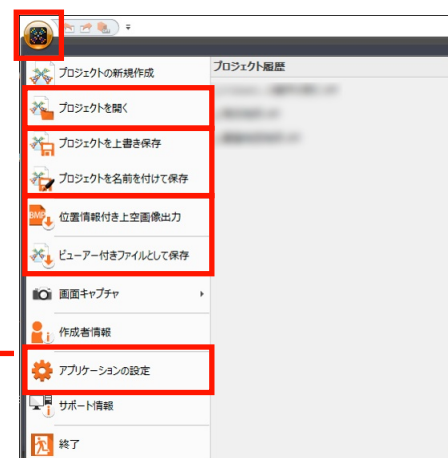 プロジェクトの新規作成
プロジェクト履歴
プロジェクトを開く
プロジェクトを上書き保存
プロジェクトを名前を付けて保存
BMP
位置情報付き上空画像出力
ビューアー付きファイルとして保存
画面キャプチャ
作成者情報
アプリケーションの設定
サポート情報
終了